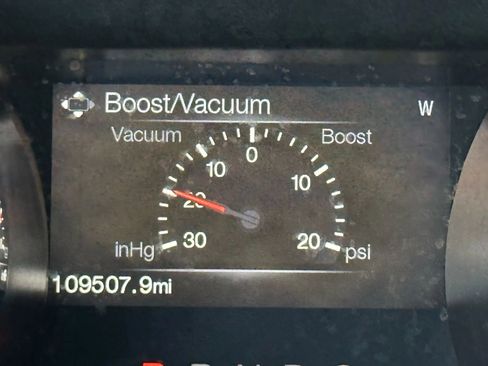 Boost/Vacuum W
Vacuum Boost
0
10 10
20
30 20
inHg psi
109507.9mi